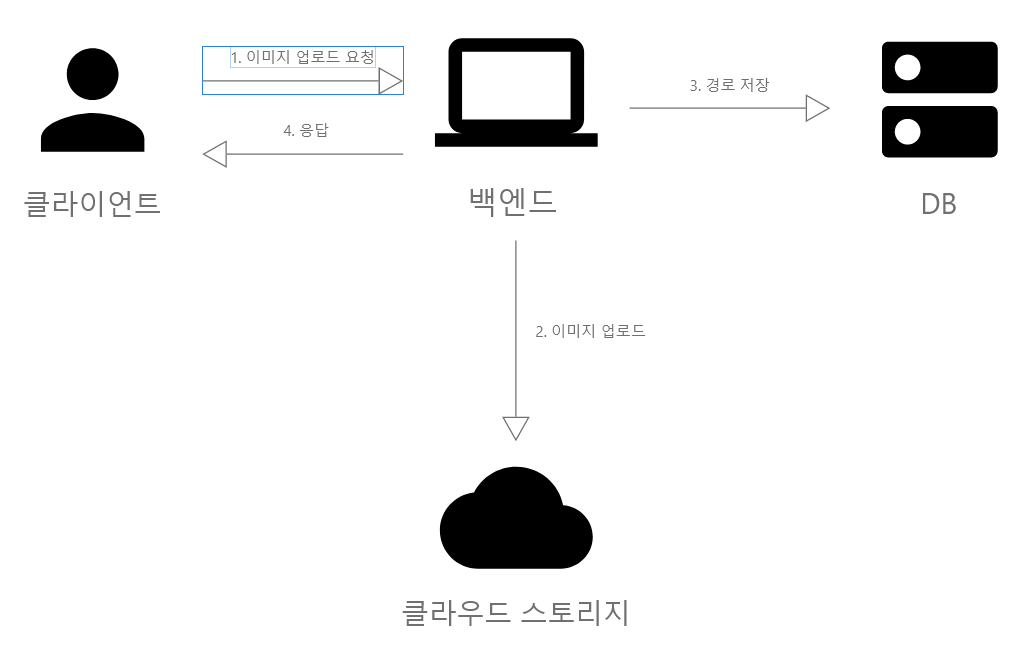 1. 이미지 업로드 요청
3. 경로 저장
4. 응답
클라이언트
백엔드
DB
2. 이미지 업로드
클라우드 스토리지